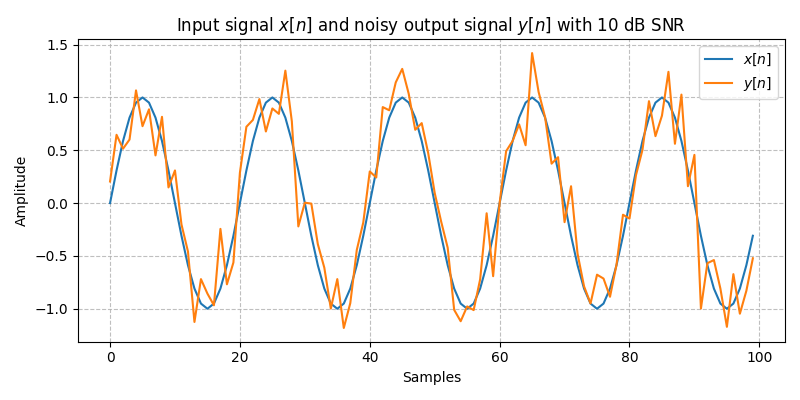 Input signal x[n] and noisy output signal y[n] with 10 dB SNR
x[n]
y[n]
1.5
1.0
0.5
0.0
−0.5
−1.0
Amplitude
0 20 40 60 80 100
Samples